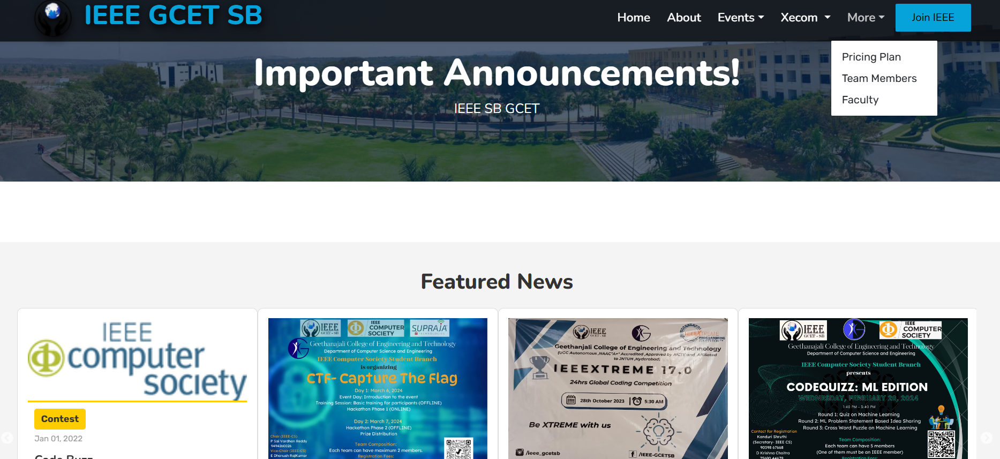 IEEE GCET SB
Home
About
Events
Xecom
More
Join IEEE
Pricing Plan
Team Members
Faculty
Important Announcements!
IEEE SB GCET
Featured News
IEEE
computer
society
Contest
Jan 01, 2022
Code Buzz
IEEE
GCET - SB
IEEE
COMPUTER
SOCIETY
SUPRAJA
TECHNOLOGIES
Geethanajali College of Engineering and Technology
Department of Computer Science and Engineering
IEEE Computer Society Student Branch
is organizing
CTF- Capture The Flag
Day 1: March 6, 2024
Event Day: Introduction to the event
Training Session: Basic training for participants (OFFLINE)
Hackathon Phase 1 (ONLINE)
Day 2: March 7, 2024
Hackathon Phase 2 (OFFLINE)
Prize Distribution
Chair (IEEE-CS)
P Sai Vardhan Reddy
9494260026
Vice-Chair (IEEE-CS)
E Dhanush RajKumar
Team Composition:
Each team can have maximum 2 members.
Registration Fees:
IEEE
GCET - SB
IEEEXTREME
PROGRAMMING
Geethanjali College of Engineering and Technology
(UGC Autonomous ,NAAC"A+" Accredited ,Approved by AICTE and Affiliated
to JNTUH ,Hyderabad)
IEEEXTREME 17.0
24hrs Global Coding Competition
28th October 2023
5:30 AM
Be XTREME with us
/ieee_gcetsb
/IEEE-GCETSB
IEEE
GCET - SB
IEEE
COMPUTER
SOCIETY
Geethanajali College of Engineering and Technology
Department of Computer Science and Engineering
IEEE Computer Society Student Branch
presents
CODEQUIZZ: ML EDITION
WEDNESDAY, FEBRUARY 28, 2024
1:40 PM - 3:40 PM
Round 1: Quiz on Machine Learning
Round 2: ML Problem Statement Based Idea Sharing
Round 3: Cross Word Puzzle on Machine Learning
Contact for Registration
Kanduri Shruthi
(Secretary- IEEE CS)
90598 67668
D Krishna Chaitra
75690 44679
Team Composition:
Each team can have 5 members
(One of them must be an IEEE member)
Registration Fees: